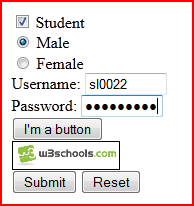 Student
Male
Female
Username: sl0022
Password: ●●●●●●●●●
I'm a button
w3schools.com
Submit Reset